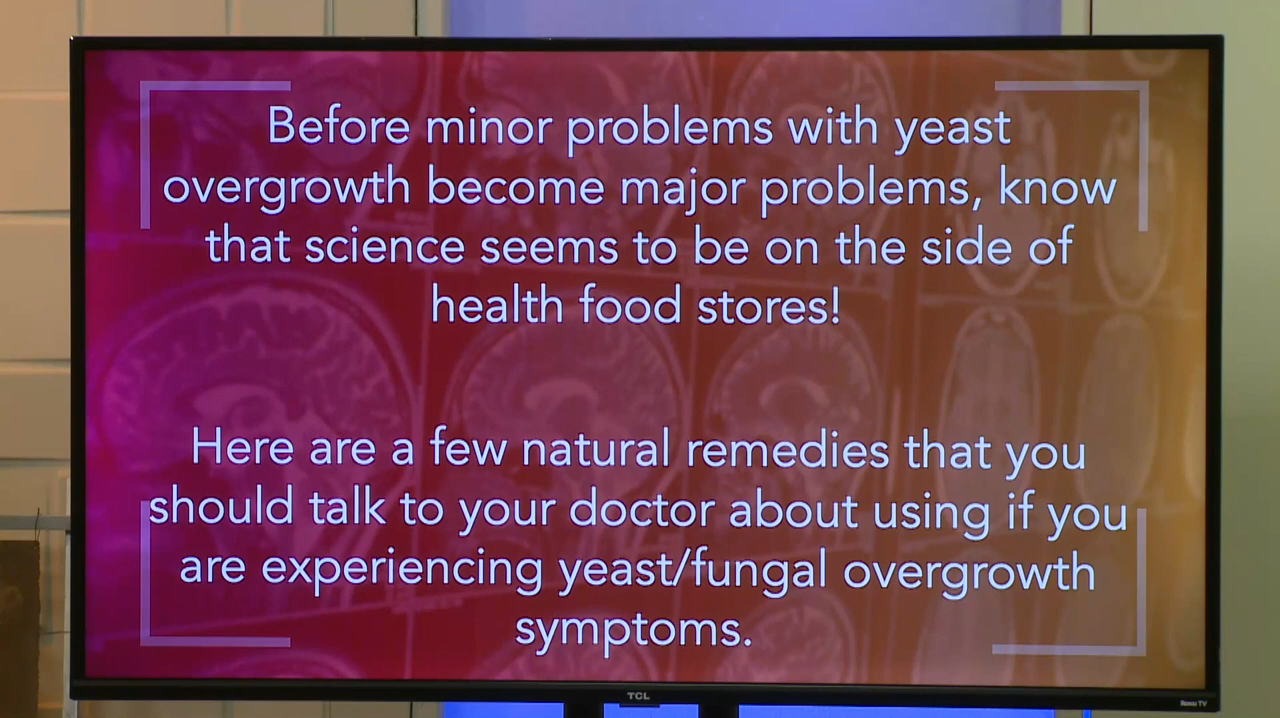 Before minor problems with yeast
overgrowth become major problems, know
that science seems to be on the side of
health food stores!
Here are a few natural remedies that you
should talk to your doctor about using if you
are experiencing yeast/fungal overgrowth
symptoms.
TCL
Roku TV